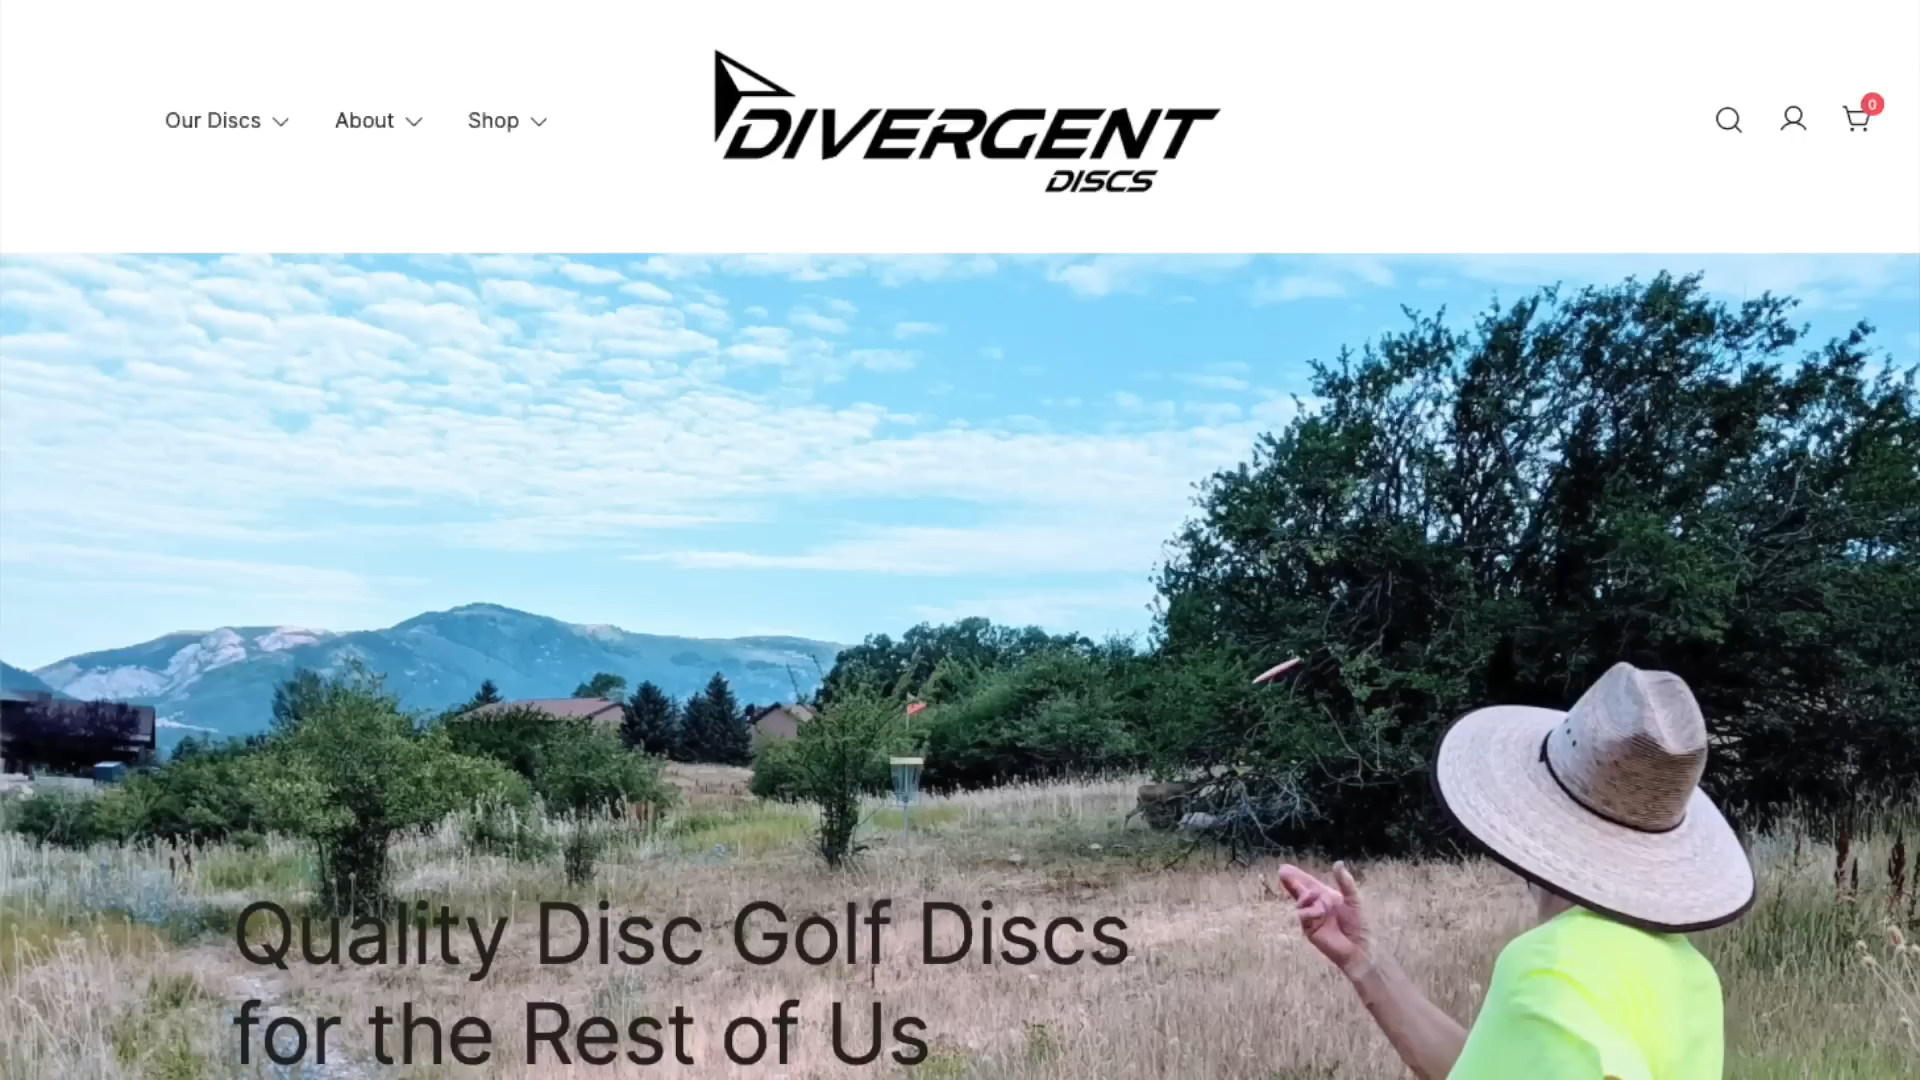 Our Discs
About
Shop
DIVERGENT
DISCS
0
Quality Disc Golf Discs
for the Rest of Us